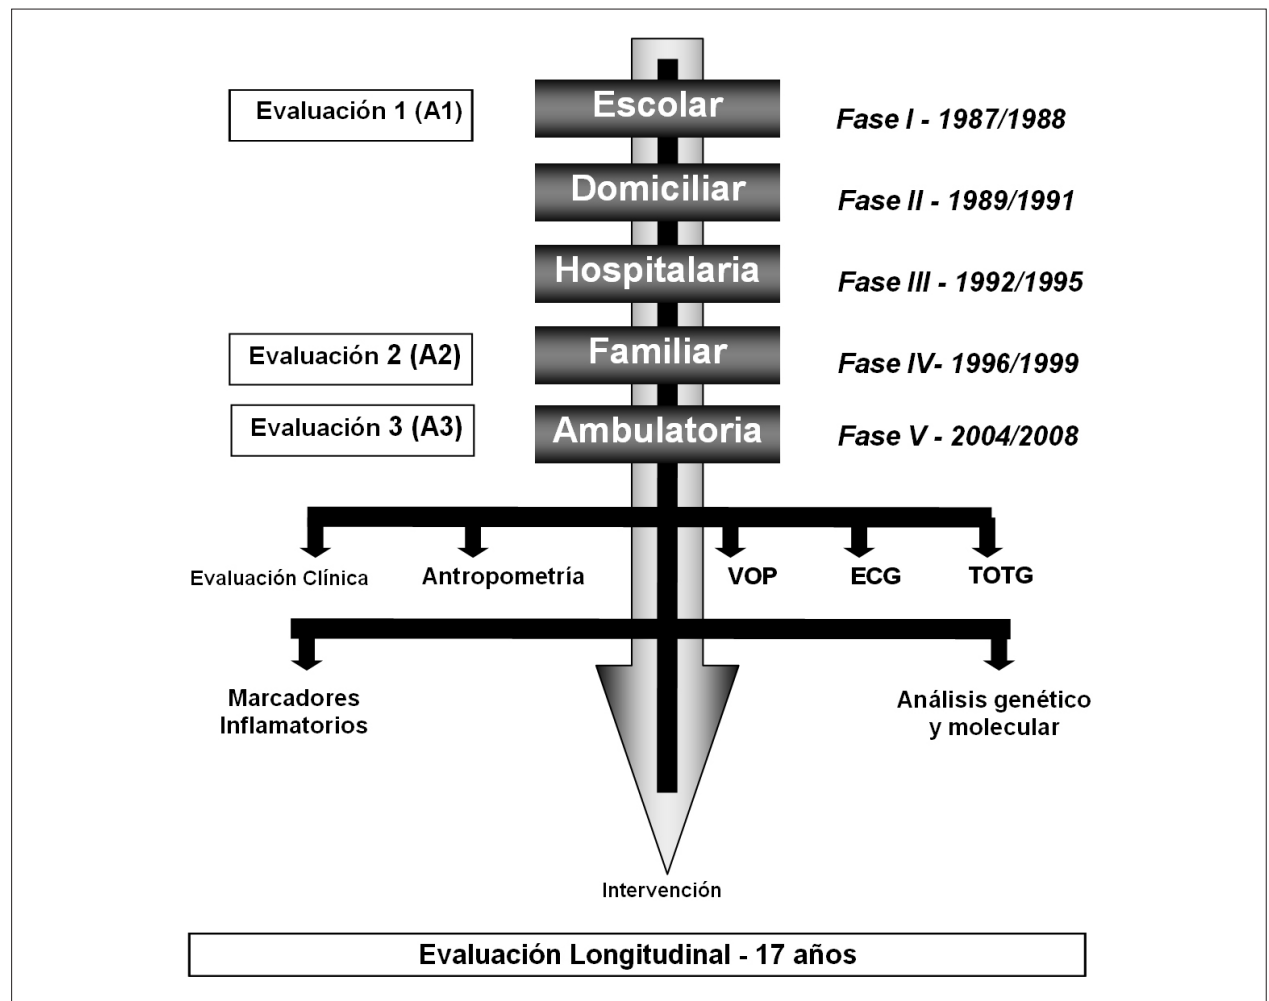 Evaluación 1 (A1)
Escolar
Fase I - 1987/1988
Domiciliar
Fase II - 1989/1991
Hospitalaria
Fase III - 1992/1995
Evaluación 2 (A2)
Familiar
Fase IV- 1996/1999
Evaluación 3 (A3)
Ambulatoria
Fase V - 2004/2008
Evaluación Clínica
Antropometría
VOP
ECG
TOTG
Marcadores
Inflamatorios
Análisis genético
y molecular
Intervención
Evaluación Longitudinal - 17 años